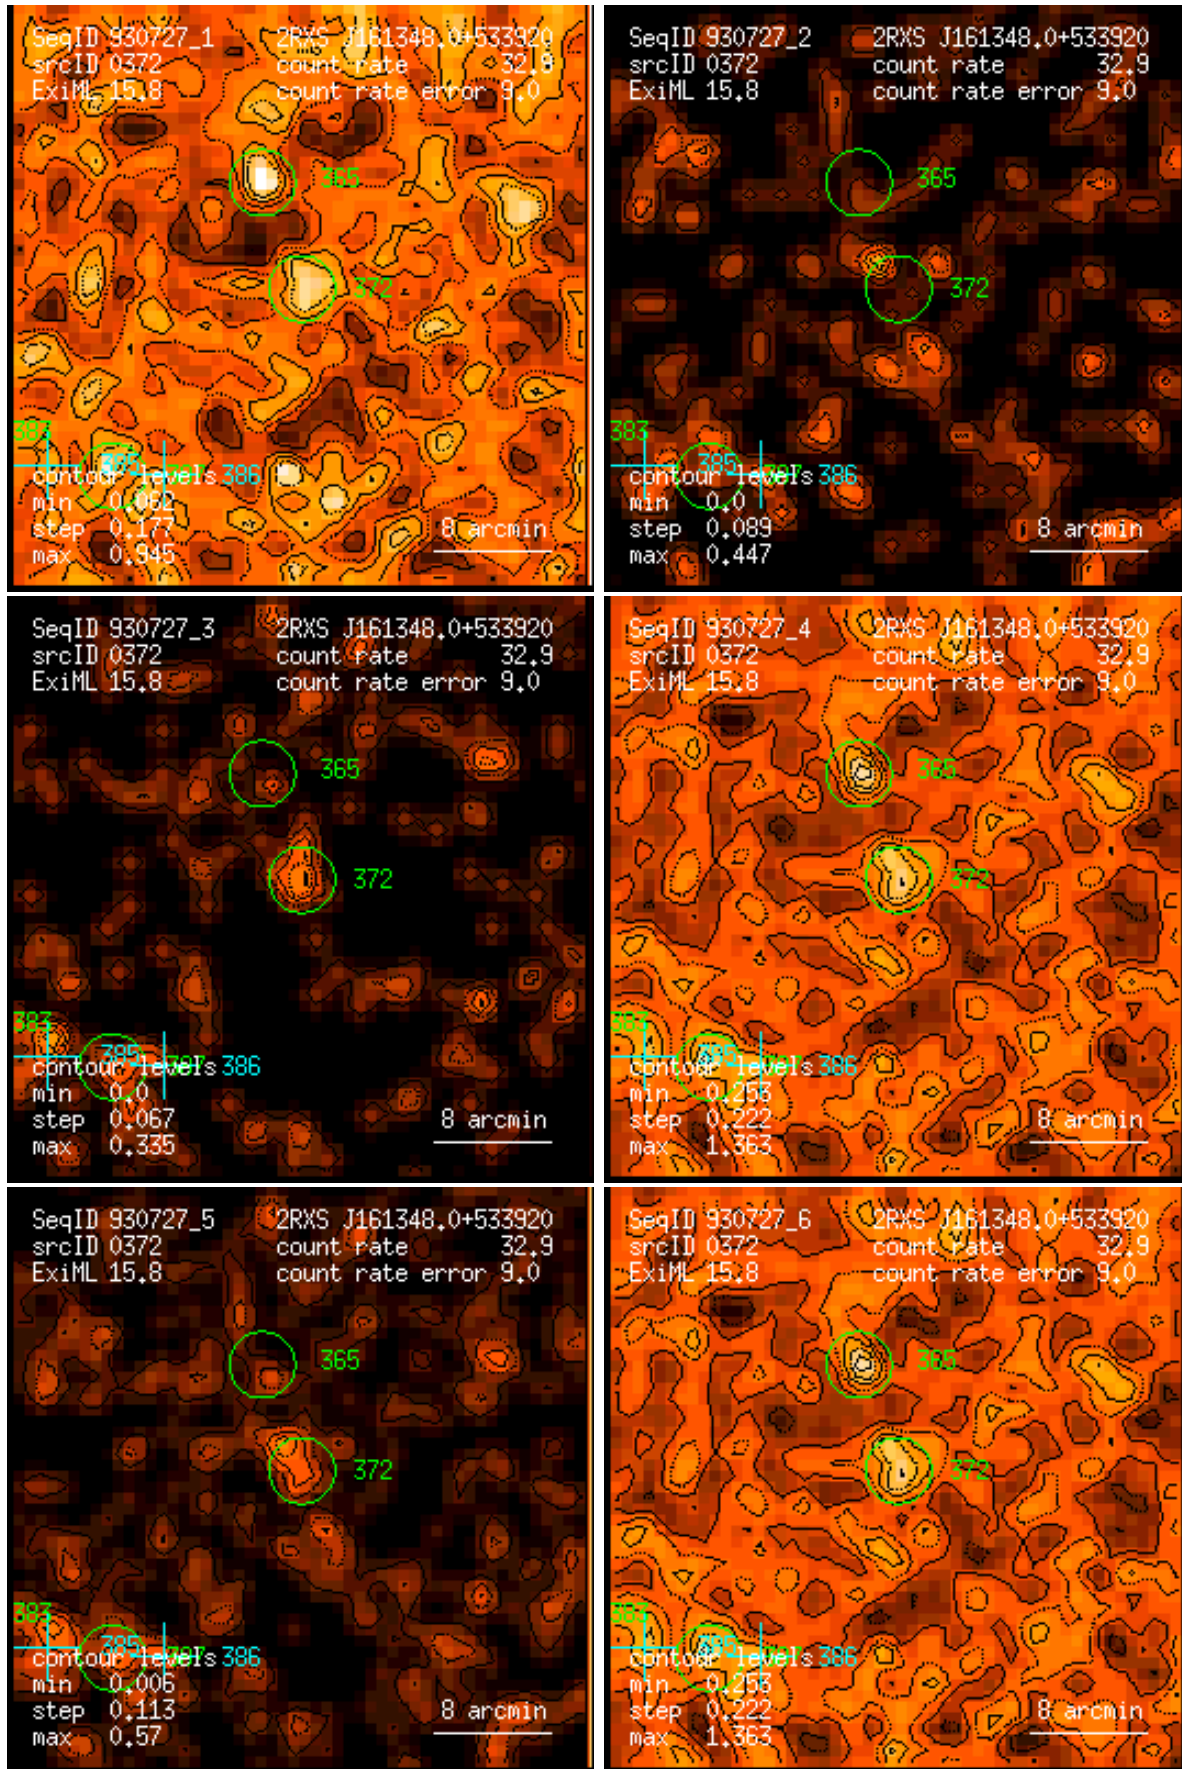 SeqID 930727_1 2RXS J161348.0+533920
srcID 0372 count rate 32.9
ExiML 15.8 count rate error 9.0
365
372
383
385 386
contour levels
min 0.062
step 0.177 8 arcmin
max 0.945
SeqID 930727_2 2RXS J161348.0+533920
srcID 0372 count rate 32.9
ExiML 15.8 count rate error 9.0
365
372
383
385 386
contour levels
min 0.0
step 0.089 8 arcmin
max 0.447
SeqID 930727_3 2RXS J161348.0+533920
srcID 0372 count rate 32.9
ExiML 15.8 count rate error 9.0
365
372
383
385 386
contour levels
min 0.0
step 0.067 8 arcmin
max 0.335
SeqID 930727_4 2RXS J161348.0+533920
srcID 0372 count rate 32.9
ExiML 15.8 count rate error 9.0
365
372
383
385 386
contour levels
min 0.256
step 0.222 8 arcmin
max 1.363
SeqID 930727_5 2RXS J161348.0+533920
srcID 0372 count rate 32.9
ExiML 15.8 count rate error 9.0
365
372
383
385 386
contour levels
min 0.006
step 0.113 8 arcmin
max 0.57
SeqID 930727_6 2RXS J161348.0+533920
srcID 0372 count rate 32.9
ExiML 15.8 count rate error 9.0
365
372
383
385 386
contour levels
min 0.256
step 0.222 8 arcmin
max 1.363